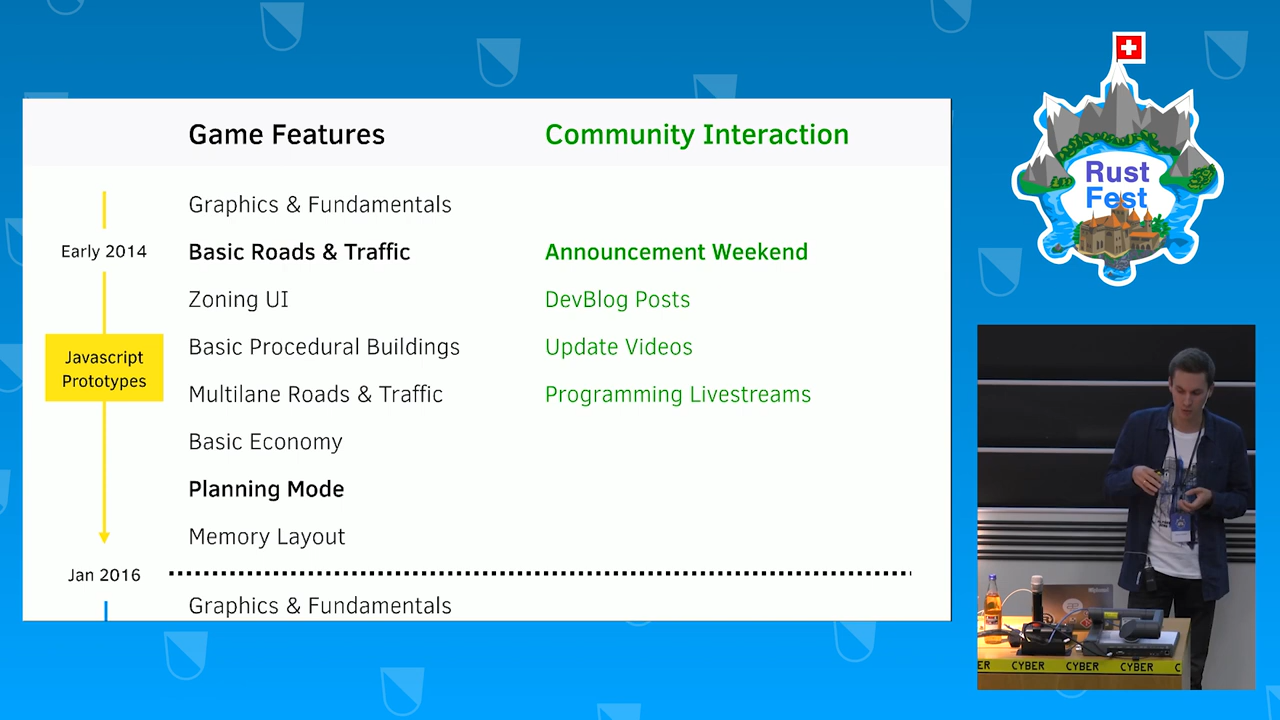 Game Features
Community Interaction
Graphics & Fundamentals
Early 2014
Basic Roads & Traffic
Announcement Weekend
Zoning UI
DevBlog Posts
Javascript
Prototypes
Basic Procedural Buildings
Update Videos
Multilane Roads & Traffic
Programming Livestreams
Basic Economy
Planning Mode
Memory Layout
Jan 2016
Graphics & Fundamentals
Rust
Fest
CYBER CYBER CYBER